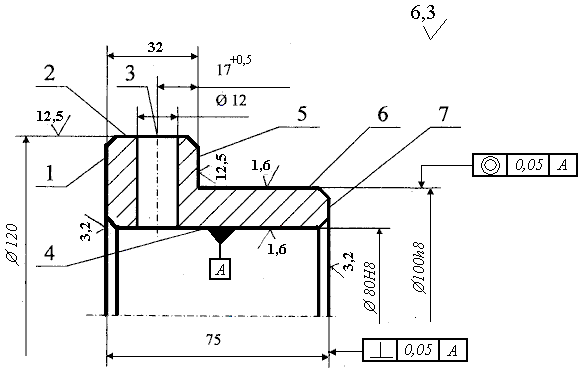 6,3
32
17 +0,5
Ø 12
2
3
5
6
7
12,5
1
12,5
1,6
◎ 0,05 A
3,2
4
A
1,6
3,2
Ø 120
Ø 80H8
Ø100h8
75
⊥ 0,05 A